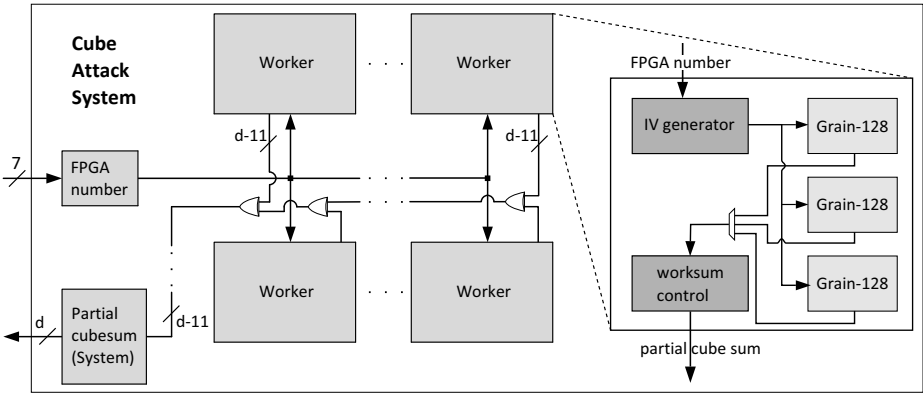 Cube
Attack
System
Worker
Worker
d-11
d-11
7
FPGA
number
Worker
Worker
d
Partial
cubesum
(System)
d-11
FPGA number
IV generator
Grain-128
Grain-128
worksum
control
Grain-128
partial cube sum